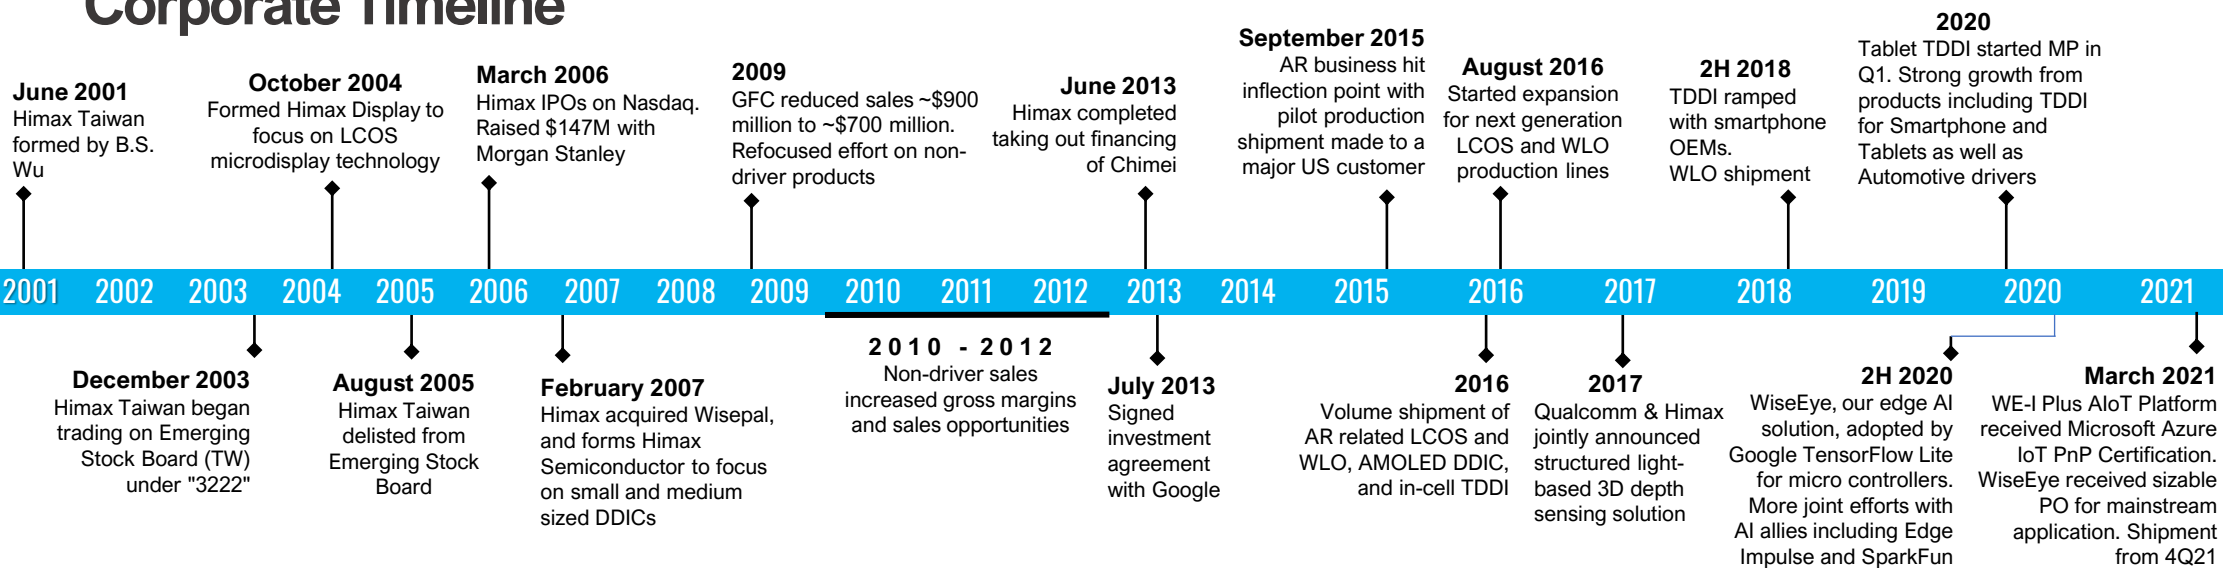 Corporate Timeline
June 2001
Himax Taiwan
formed by B.S.
Wu
October 2004
Formed Himax Display to
focus on LCOS
microdisplay technology
March 2006
Himax IPOs on Nasdaq.
Raised $147M with
Morgan Stanley
2009
GFC reduced sales ~$900
million to ~$700 million.
Refocused effort on non-
driver products
June 2013
Himax completed
taking out financing
of Chimei
September 2015
AR business hit
inflection point with
pilot production
shipment made to a
major US customer
August 2016
Started expansion
for next generation
LCOS and WLO
production lines
2H 2018
TDDI ramped
with smartphone
OEMs.
WLO shipment
2020
Tablet TDDI started MP in
Q1. Strong growth from
products including TDDI
for Smartphone and
Tablets as well as
Automotive drivers
2001 2002 2003 2004 2005 2006 2007 2008 2009 2010 2011 2012 2013 2014 2015 2016 2017 2018 2019 2020 2021
December 2003
Himax Taiwan began
trading on Emerging
Stock Board (TW)
under "3222"
August 2005
Himax Taiwan
delisted from
Emerging Stock
Board
February 2007
Himax acquired Wisepal,
and forms Himax
Semiconductor to focus
on small and medium
sized DDICs
2010 - 2012
Non-driver sales
increased gross margins
and sales opportunities
July 2013
Signed
investment
agreement
with Google
2016
Volume shipment of
AR related LCOS and
WLO, AMOLED DDIC,
and in-cell TDDI
2017
Qualcomm & Himax
jointly announced
structured light-
based 3D depth
sensing solution
2H 2020
WiseEye, our edge AI
solution, adopted by
Google TensorFlow Lite
for micro controllers.
More joint efforts with
AI allies including Edge
Impulse and SparkFun
March 2021
WE-I Plus AIoT Platform
received Microsoft Azure
IoT PnP Certification.
WiseEye received sizable
PO for mainstream
application. Shipment
from 4Q21